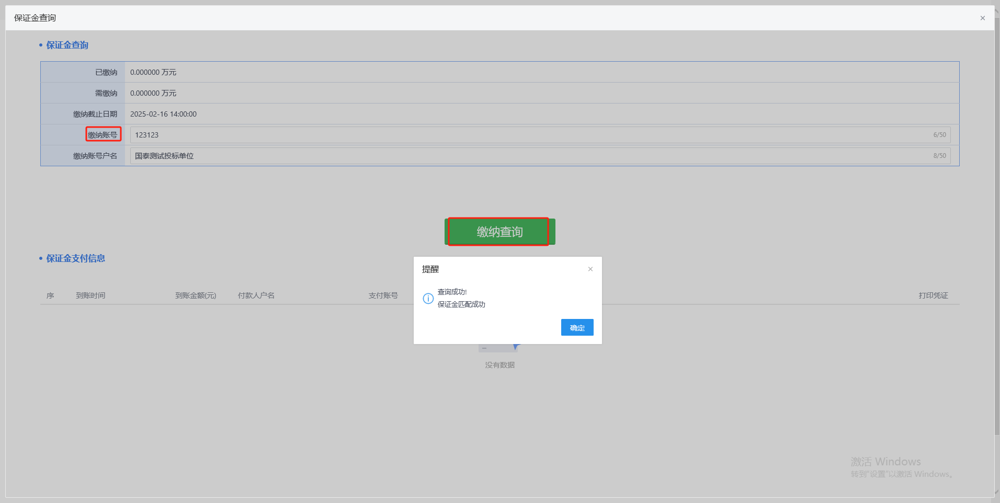 保证金查询
×
• 保证金查询
已缴纳 0.000000 万元
需缴纳 0.000000 万元
缴纳截止日期 2025-02-16 14:00:00
缴纳账号 123123 6/50
缴纳账号户名 国泰测试投标单位 8/50
缴纳查询
• 保证金支付信息
序 到账时间 到账金额(元) 付款人户名 支付账号 打印凭证
提醒 ×
查询成功!
保证金匹配成功
确定
没有数据
激活 Windows
转到"设置"以激活 Windows。